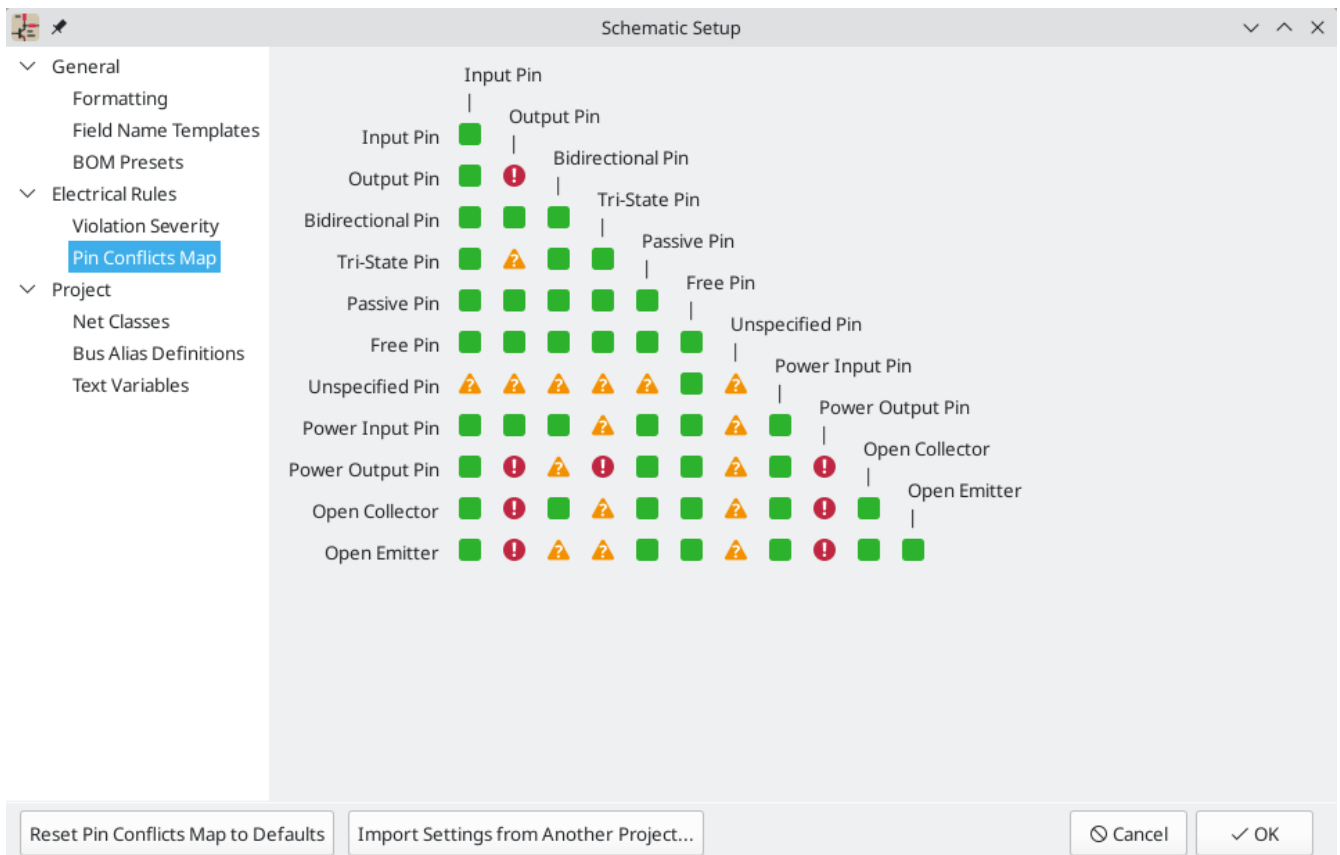 Schematic Setup
General
Formatting
Field Name Templates
BOM Presets
Electrical Rules
Violation Severity
Pin Conflicts Map
Project
Net Classes
Bus Alias Definitions
Text Variables
Input Pin
Output Pin
Bidirectional Pin
Tri-State Pin
Passive Pin
Free Pin
Unspecified Pin
Power Input Pin
Power Output Pin
Open Collector
Open Emitter
Input Pin
Output Pin
Bidirectional Pin
Tri-State Pin
Passive Pin
Free Pin
Unspecified Pin
Power Input Pin
Power Output Pin
Open Collector
Open Emitter
Reset Pin Conflicts Map to Defaults
Import Settings from Another Project...
Cancel
OK